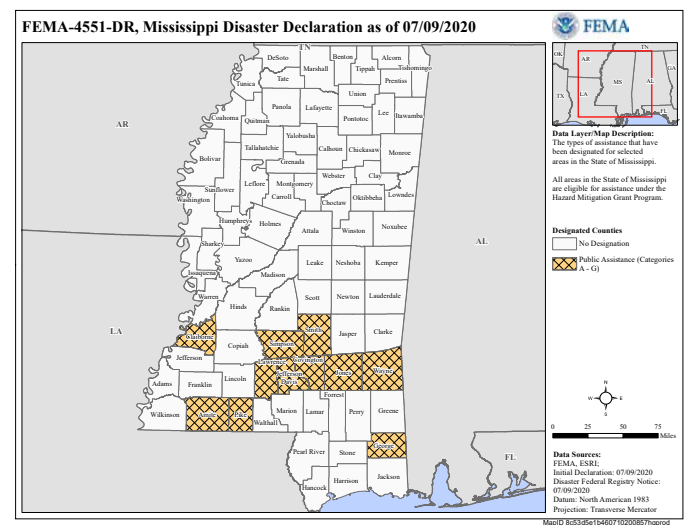 FEMA-4551-DR, Mississippi Disaster Declaration as of 07/09/2020
FEMA
TN
DeSoto
Benton
Alcorn
Marshall
Tippah
Tishomingo
Tate
Prentiss
Tunica
Union
Panola
Lafayette
Lee
Itawamba
Pontotoc
Coahoma
Quitman
Yalobusha
AR
Tallahatchie
Calhoun
Chickasaw
Monroe
Bolivar
Grenada
Webster
Clay
Sunflower
Leflore
Montgomery
Carroll
Oktibbeha
Lowndes
Washington
Choctaw
Humphreys
Holmes
Attala
Winston
Noxubee
Sharkey
AL
Yazoo
Leake
Neshoba
Kemper
Issaquena
Madison
Warren
Scott
Newton
Lauderdale
Hinds
Rankin
LA
Claiborne
Smith
Jasper
Clarke
Copiah
Simpson
Jefferson
Lawrence
Covington
Jones
Wayne
Jefferson
Davis
Adams
Franklin
Lincoln
Forrest
Wilkinson
Amite
Pike
Marion
Lamar
Perry
Greene
Walthall
George
Pearl River
Stone
FL
Jackson
Harrison
Hancock
OK
TN
AR
GA
MS
AL
TX
LA
FL
Data Layer/Map Description:
The types of assistance that have
been designated for selected
areas in the State of Mississippi.
All areas in the State of Mississippi
are eligible for assistance under the
Hazard Mitigation Grant Program.
Designated Counties
No Designation
Public Assistance (Categories
A - G)
N
W
E
S
0 25 50 75
Miles
Data Sources:
FEMA, ESRI;
Initial Declaration: 07/09/2020
Disaster Federal Registry Notice:
07/09/2020
Datum: North American 1983
Projection: Transverse Mercator
MapID 8c53d5e1b460710200857hqprod